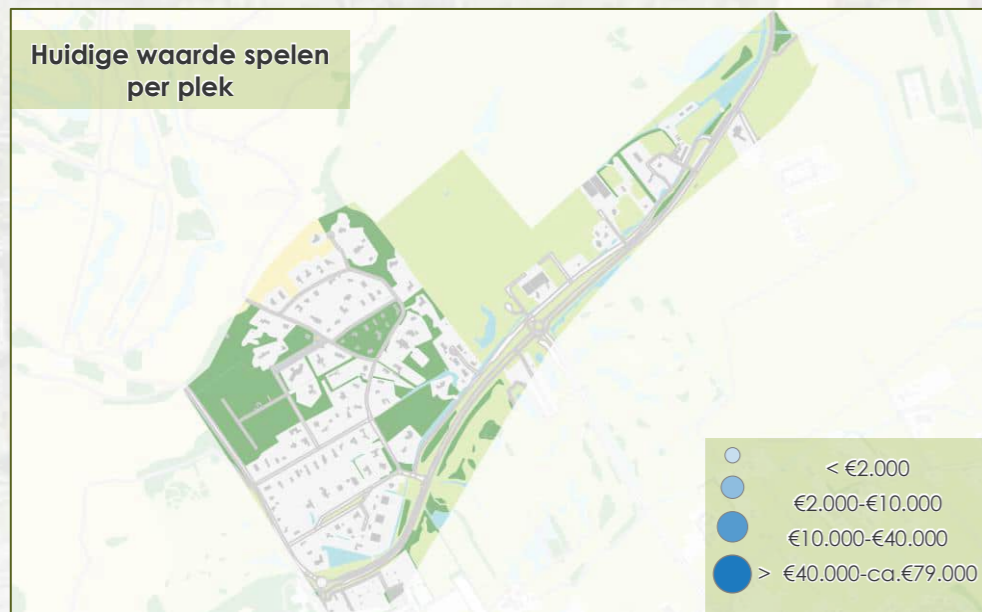 Huidige waarde spelen
per plek
< €2.000
€2.000-€10.000
€10.000-€40.000
> €40.000-ca.€79.000